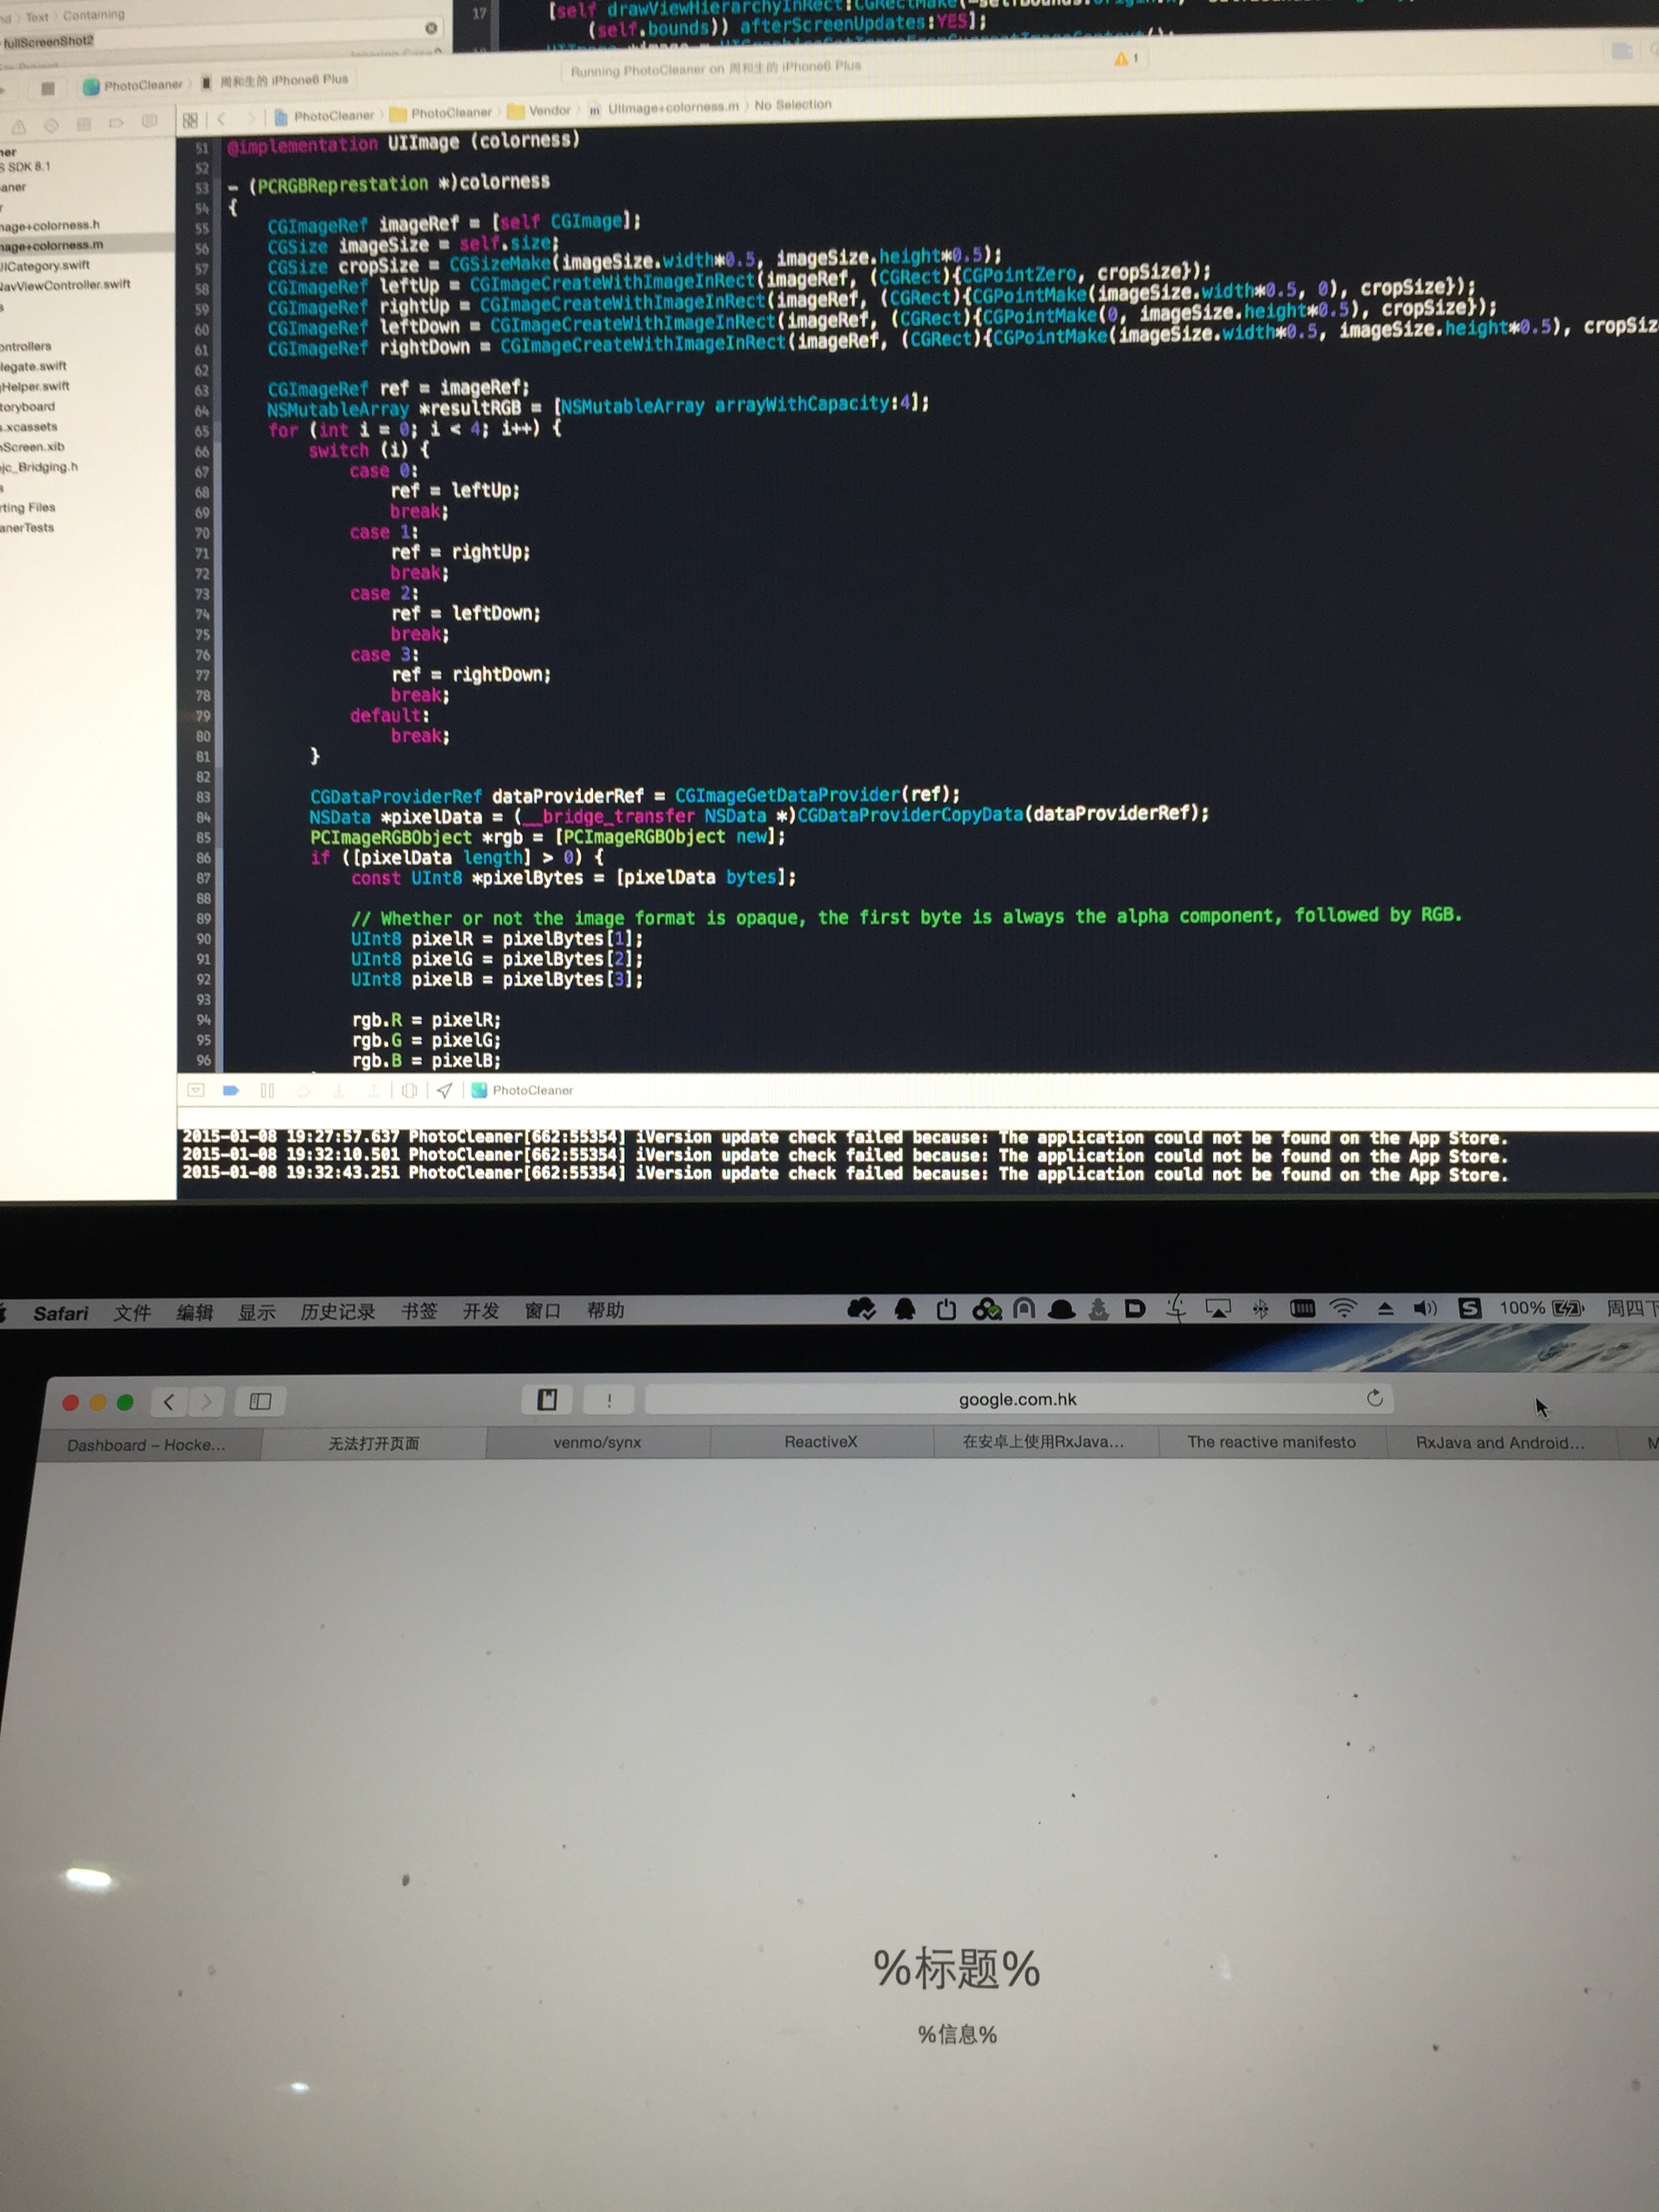 Text Containing
17 [self drawViewHierarchyInRect:CGRectMake(
fullScreenShot2
(self.bounds)) afterScreenUpdates:YES];
PhotoCleaner 周和生的 iPhone6 Plus
Running PhotoCleaner on 周和生的 iPhone6 Plus
1
PhotoCleaner PhotoCleaner Vendor m UIImage+colorness.m No Selection
SDK 8.1
mage+colorness.h
mage+colorness.m
UICategory.swift
NavViewController.swift
ontrollers
legate.swift
Helper.swift
toryboard
.xcassets
Screen.xib
jc_Bridging.h
rting Files
anerTests
51 @implementation UIImage (colorness)
52
53 – (PCRGBReprestation *)colorness
54 {
55 CGImageRef imageRef = [self CGImage];
56 CGSize imageSize = self.size;
57 CGSize cropSize = CGSizeMake(imageSize.width*0.5, imageSize.height*0.5);
58 CGImageRef leftUp = CGImageCreateWithImageInRect(imageRef, (CGRect){CGPointZero, cropSize});
59 CGImageRef rightUp = CGImageCreateWithImageInRect(imageRef, (CGRect){CGPointMake(imageSize.width*0.5, 0), cropSize});
60 CGImageRef leftDown = CGImageCreateWithImageInRect(imageRef, (CGRect){CGPointMake(0, imageSize.height*0.5), cropSize});
61 CGImageRef rightDown = CGImageCreateWithImageInRect(imageRef, (CGRect){CGPointMake(imageSize.width*0.5, imageSize.height*0.5), cropSiz
62
63 CGImageRef ref = imageRef;
64 NSMutableArray *resultRGB = [NSMutableArray arrayWithCapacity:4];
65 for (int i = 0; i < 4; i++) {
66 switch (i) {
67 case 0:
68 ref = leftUp;
69 break;
70 case 1:
71 ref = rightUp;
72 break;
73 case 2:
74 ref = leftDown;
75 break;
76 case 3:
77 ref = rightDown;
78 break;
79 default:
80 break;
81 }
82
83 CGDataProviderRef dataProviderRef = CGImageGetDataProvider(ref);
84 NSData *pixelData = (__bridge_transfer NSData *)CGDataProviderCopyData(dataProviderRef);
85 PCImageRGBObject *rgb = [PCImageRGBObject new];
86 if ([pixelData length] > 0) {
87 const UInt8 *pixelBytes = [pixelData bytes];
88
89 // Whether or not the image format is opaque, the first byte is always the alpha component, followed by RGB.
90 UInt8 pixelR = pixelBytes[1];
91 UInt8 pixelG = pixelBytes[2];
92 UInt8 pixelB = pixelBytes[3];
93
94 rgb.R = pixelR;
95 rgb.G = pixelG;
96 rgb.B = pixelB;
PhotoCleaner
2015-01-08 19:27:57.637 PhotoCleaner[662:55354] iVersion update check failed because: The application could not be found on the App Store.
2015-01-08 19:32:10.501 PhotoCleaner[662:55354] iVersion update check failed because: The application could not be found on the App Store.
2015-01-08 19:32:43.251 PhotoCleaner[662:55354] iVersion update check failed because: The application could not be found on the App Store.
Safari 文件 编辑 显示 历史记录 书签 开发 窗口 帮助 S 100% 周四下
! google.com.hk
Dashboard – Hocke... 无法打开页面 venmo/synx ReactiveX 在安卓上使用RxJava... The reactive manifesto RxJava and Android... M
%标题%
%信息%